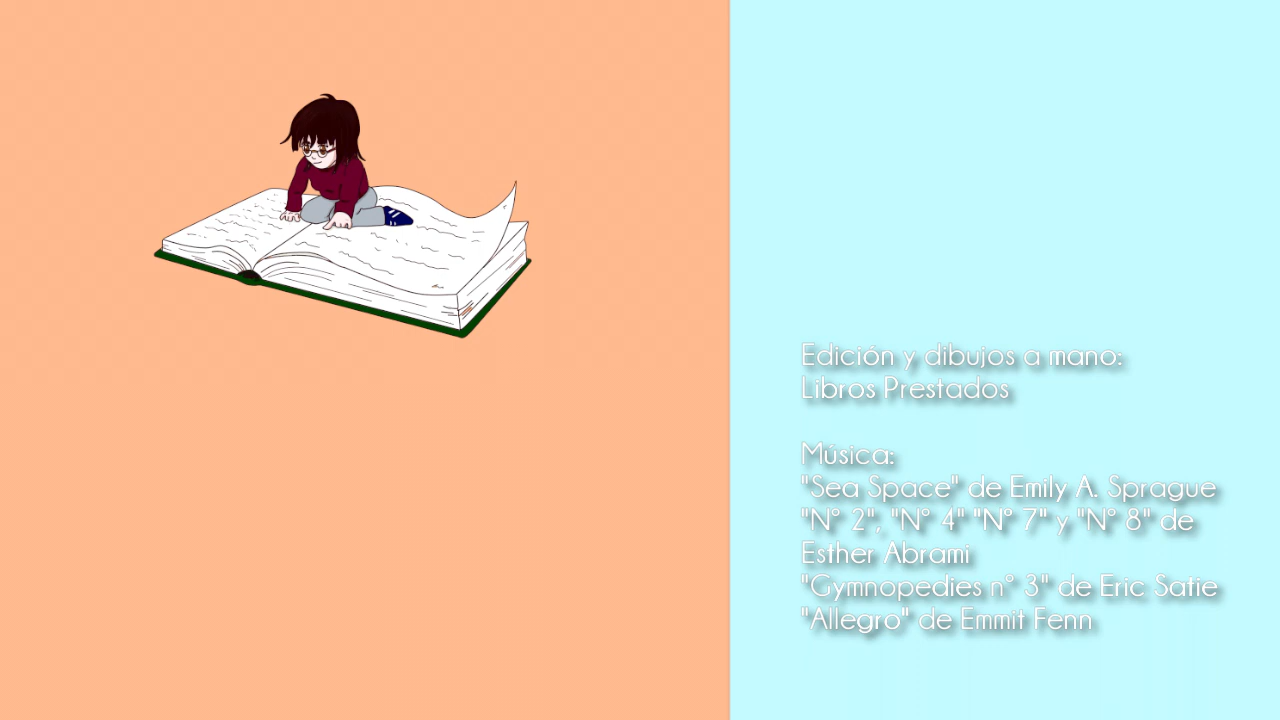 Edición y dibujos a mano:
Libros Prestados
Música:
"Sea Space" de Emily A. Sprague
"N° 2", "N° 4" "N° 7" y "N° 8" de
Esther Abrami
"Gymnopedies n° 3" de Eric Satie
"Allegro" de Emmit Fenn